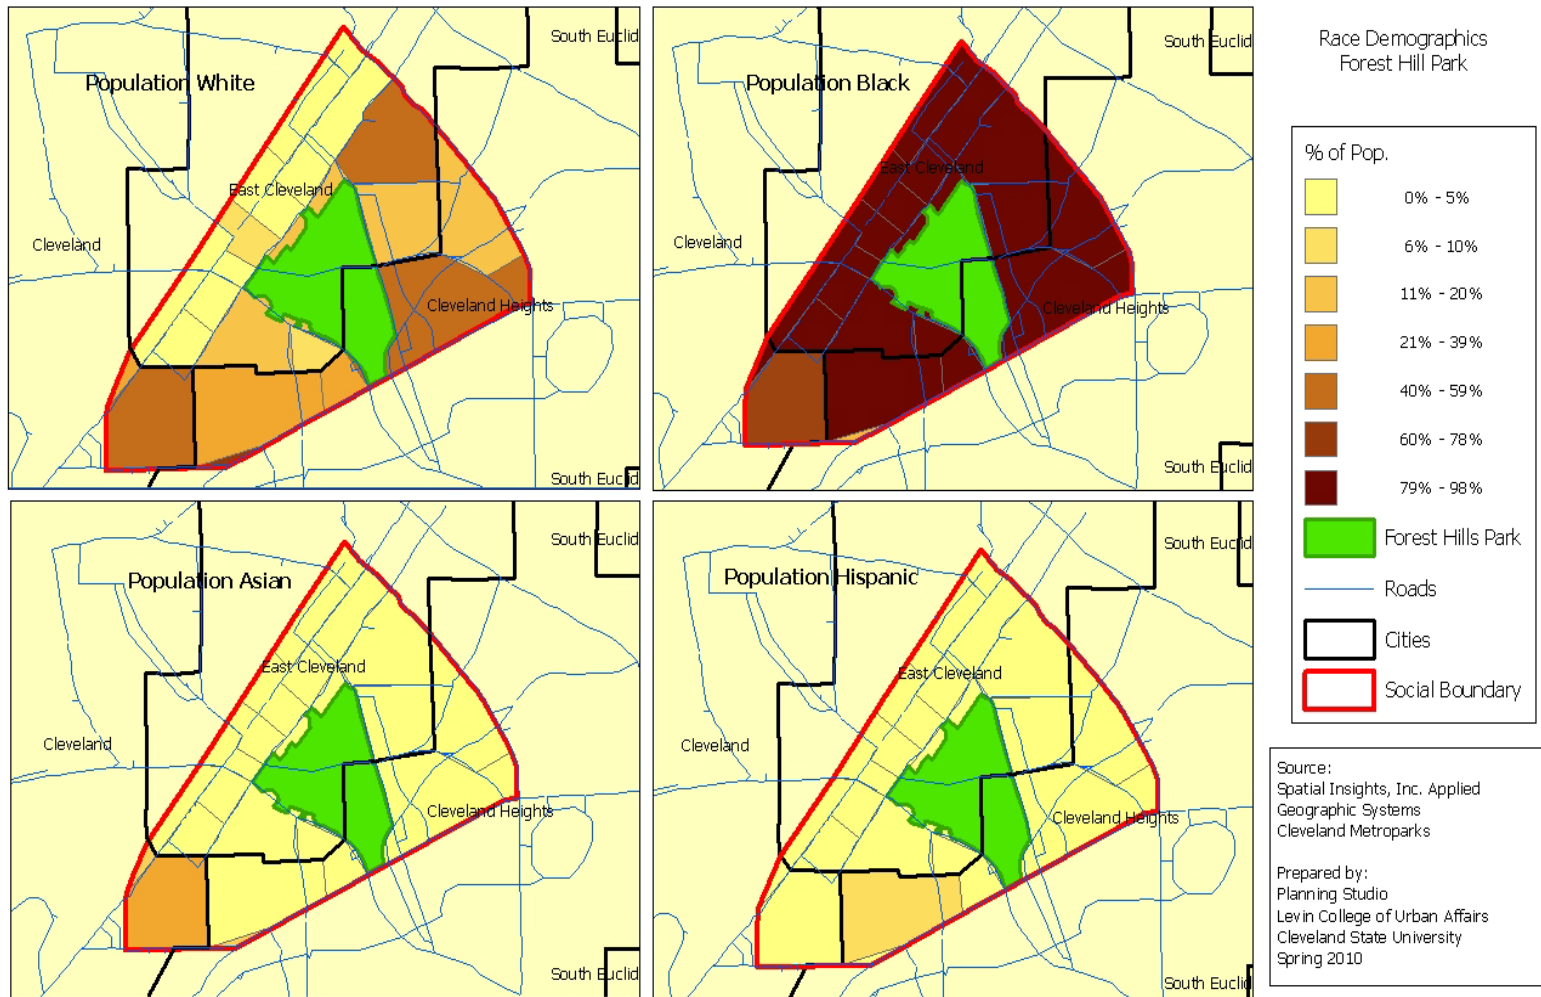 Population White
South Euclid
East Cleveland
Cleveland
Cleveland Heights
South Euclid
Population Black
South Euclid
East Cleveland
Cleveland
Cleveland Heights
South Euclid
Race Demographics
Forest Hill Park
% of Pop.
0% - 5%
6% - 10%
11% - 20%
21% - 39%
40% - 59%
60% - 78%
79% - 98%
Forest Hills Park
Roads
Cities
Social Boundary
Population Asian
South Euclid
East Cleveland
Cleveland
Cleveland Heights
South Euclid
Population Hispanic
South Euclid
East Cleveland
Cleveland
Cleveland Heights
South Euclid
Source:
Spatial Insights, Inc. Applied
Geographic Systems
Cleveland Metroparks
Prepared by:
Planning Studio
Levin College of Urban Affairs
Cleveland State University
Spring 2010